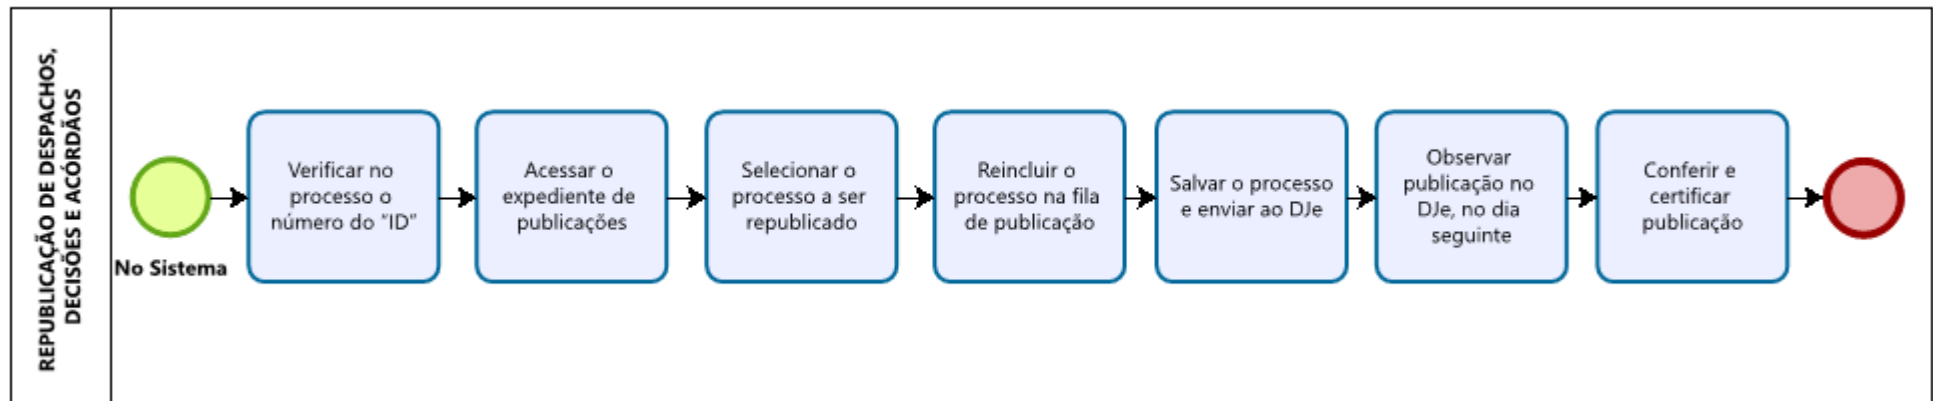 REPUBLICAÇÃO DE DESPACHOS,
DECISÕES E ACÓRDÃOS
No Sistema
Verificar no
processo o
número do “ID”
Acessar o
expediente de
publicações
Selecionar o
processo a ser
republicado
Reincluir o
processo na fila
de publicação
Salvar o processo
e enviar ao DJe
Observar
publicação no
DJe, no dia
seguinte
Conferir e
certificar
publicação